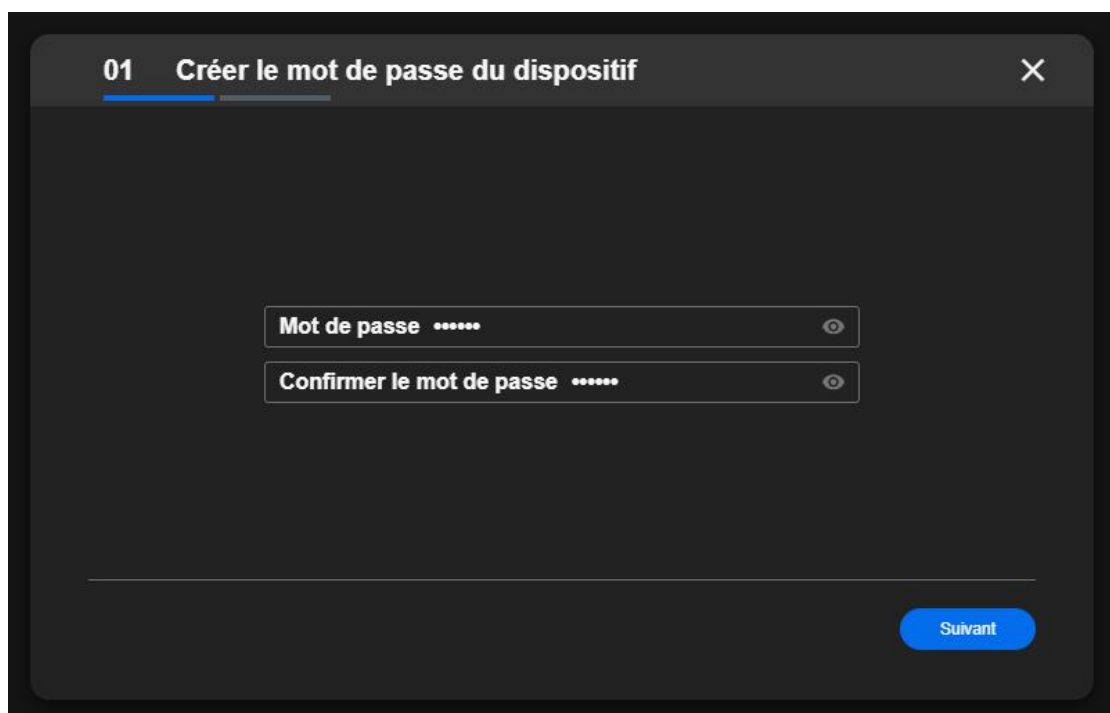 01 Créer le mot de passe du dispositif
Mot de passe ••••••
Confirmer le mot de passe ••••••
Suivant